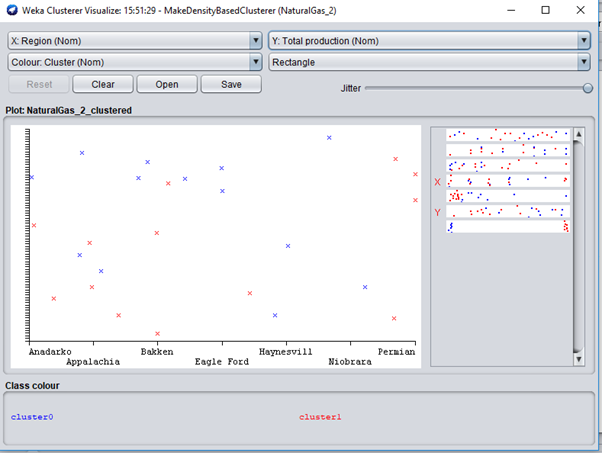 Weka Clusterer Visualize: 15:51:29 - MakeDensityBasedClusterer (NaturalGas_2)
X: Region (Nom) Y: Total production (Nom)
Colour: Cluster (Nom) Rectangle
Reset Clear Open Save Jitter
Plot: NaturalGas_2_clustered
X
Y
Anadarko Bakken Haynesvill Permian
Appalachia Eagle Ford Niobrara
Class colour
cluster0 cluster1